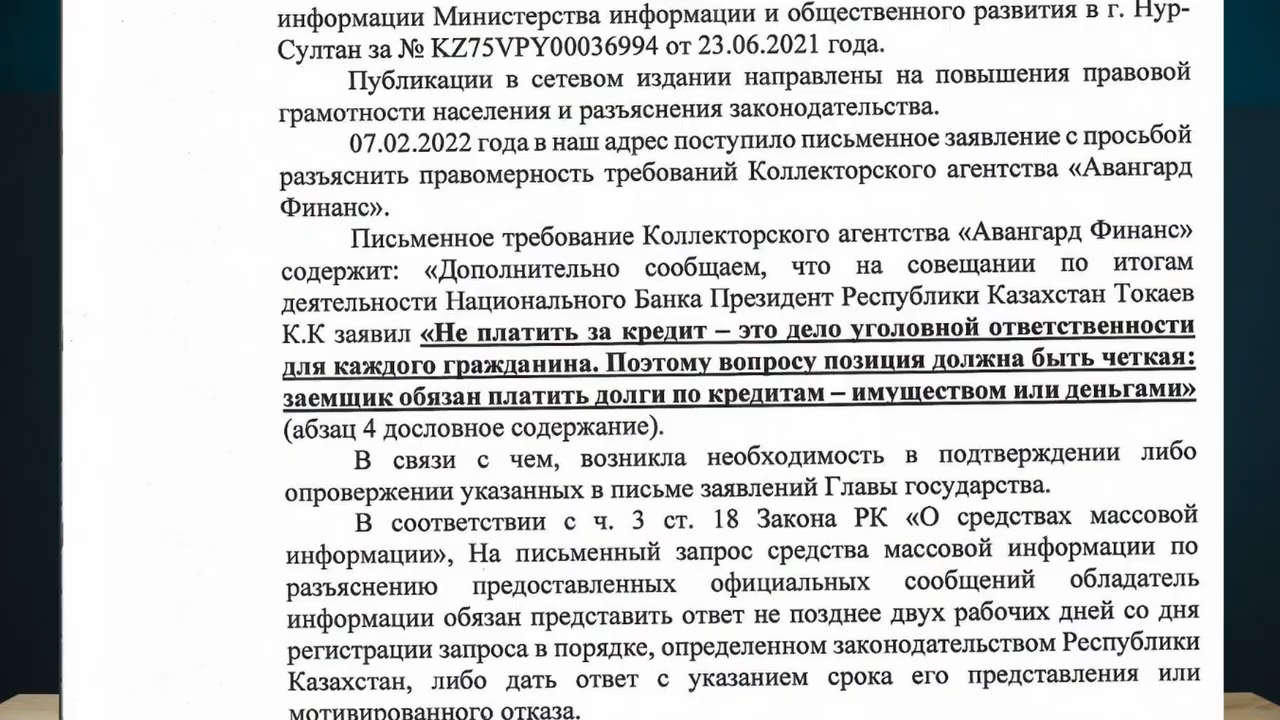 информации Министерства информации и общественного развития в г. Нур-
Султан за № KZ75VPY00036994 от 23.06.2021 года.
Публикации в сетевом издании направлены на повышения правовой
грамотности населения и разъяснения законодательства.
07.02.2022 года в наш адрес поступило письменное заявление с просьбой
разъяснить правомерность требований Коллекторского агентства «Авангард
Финанс».
Письменное требование Коллекторского агентства «Авангард Финанс»
содержит: «Дополнительно сообщаем, что на совещании по итогам
деятельности Национального Банка Президент Республики Казахстан Токаев
К.К заявил «Не платить за кредит – это дело уголовной ответственности
для каждого гражданина. Поэтому вопросу позиция должна быть четкая:
заемщик обязан платить долги по кредитам – имуществом или деньгами»
(абзац 4 дословное содержание).
В связи с чем, возникла необходимость в подтверждении либо
опровержении указанных в письме заявлений Главы государства.
В соответствии с ч. 3 ст. 18 Закона РК «О средствах массовой
информации», На письменный запрос средства массовой информации по
разъяснению предоставленных официальных сообщений обладатель
информации обязан представить ответ не позднее двух рабочих дней со дня
регистрации запроса в порядке, определенном законодательством Республики
Казахстан, либо дать ответ с указанием срока его представления или
мотивированного отказа.